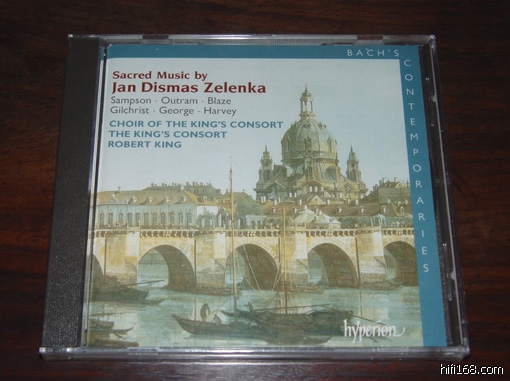 BACH'S CONTEMPORARIES
Sacred Music by
Jan Dismas Zelenka
Sampson · Outram · Blaze
Gilchrist · George · Harvey
CHOIR OF THE KING'S CONSORT
THE KING'S CONSORT
ROBERT KING
hyperion
hifi168.com